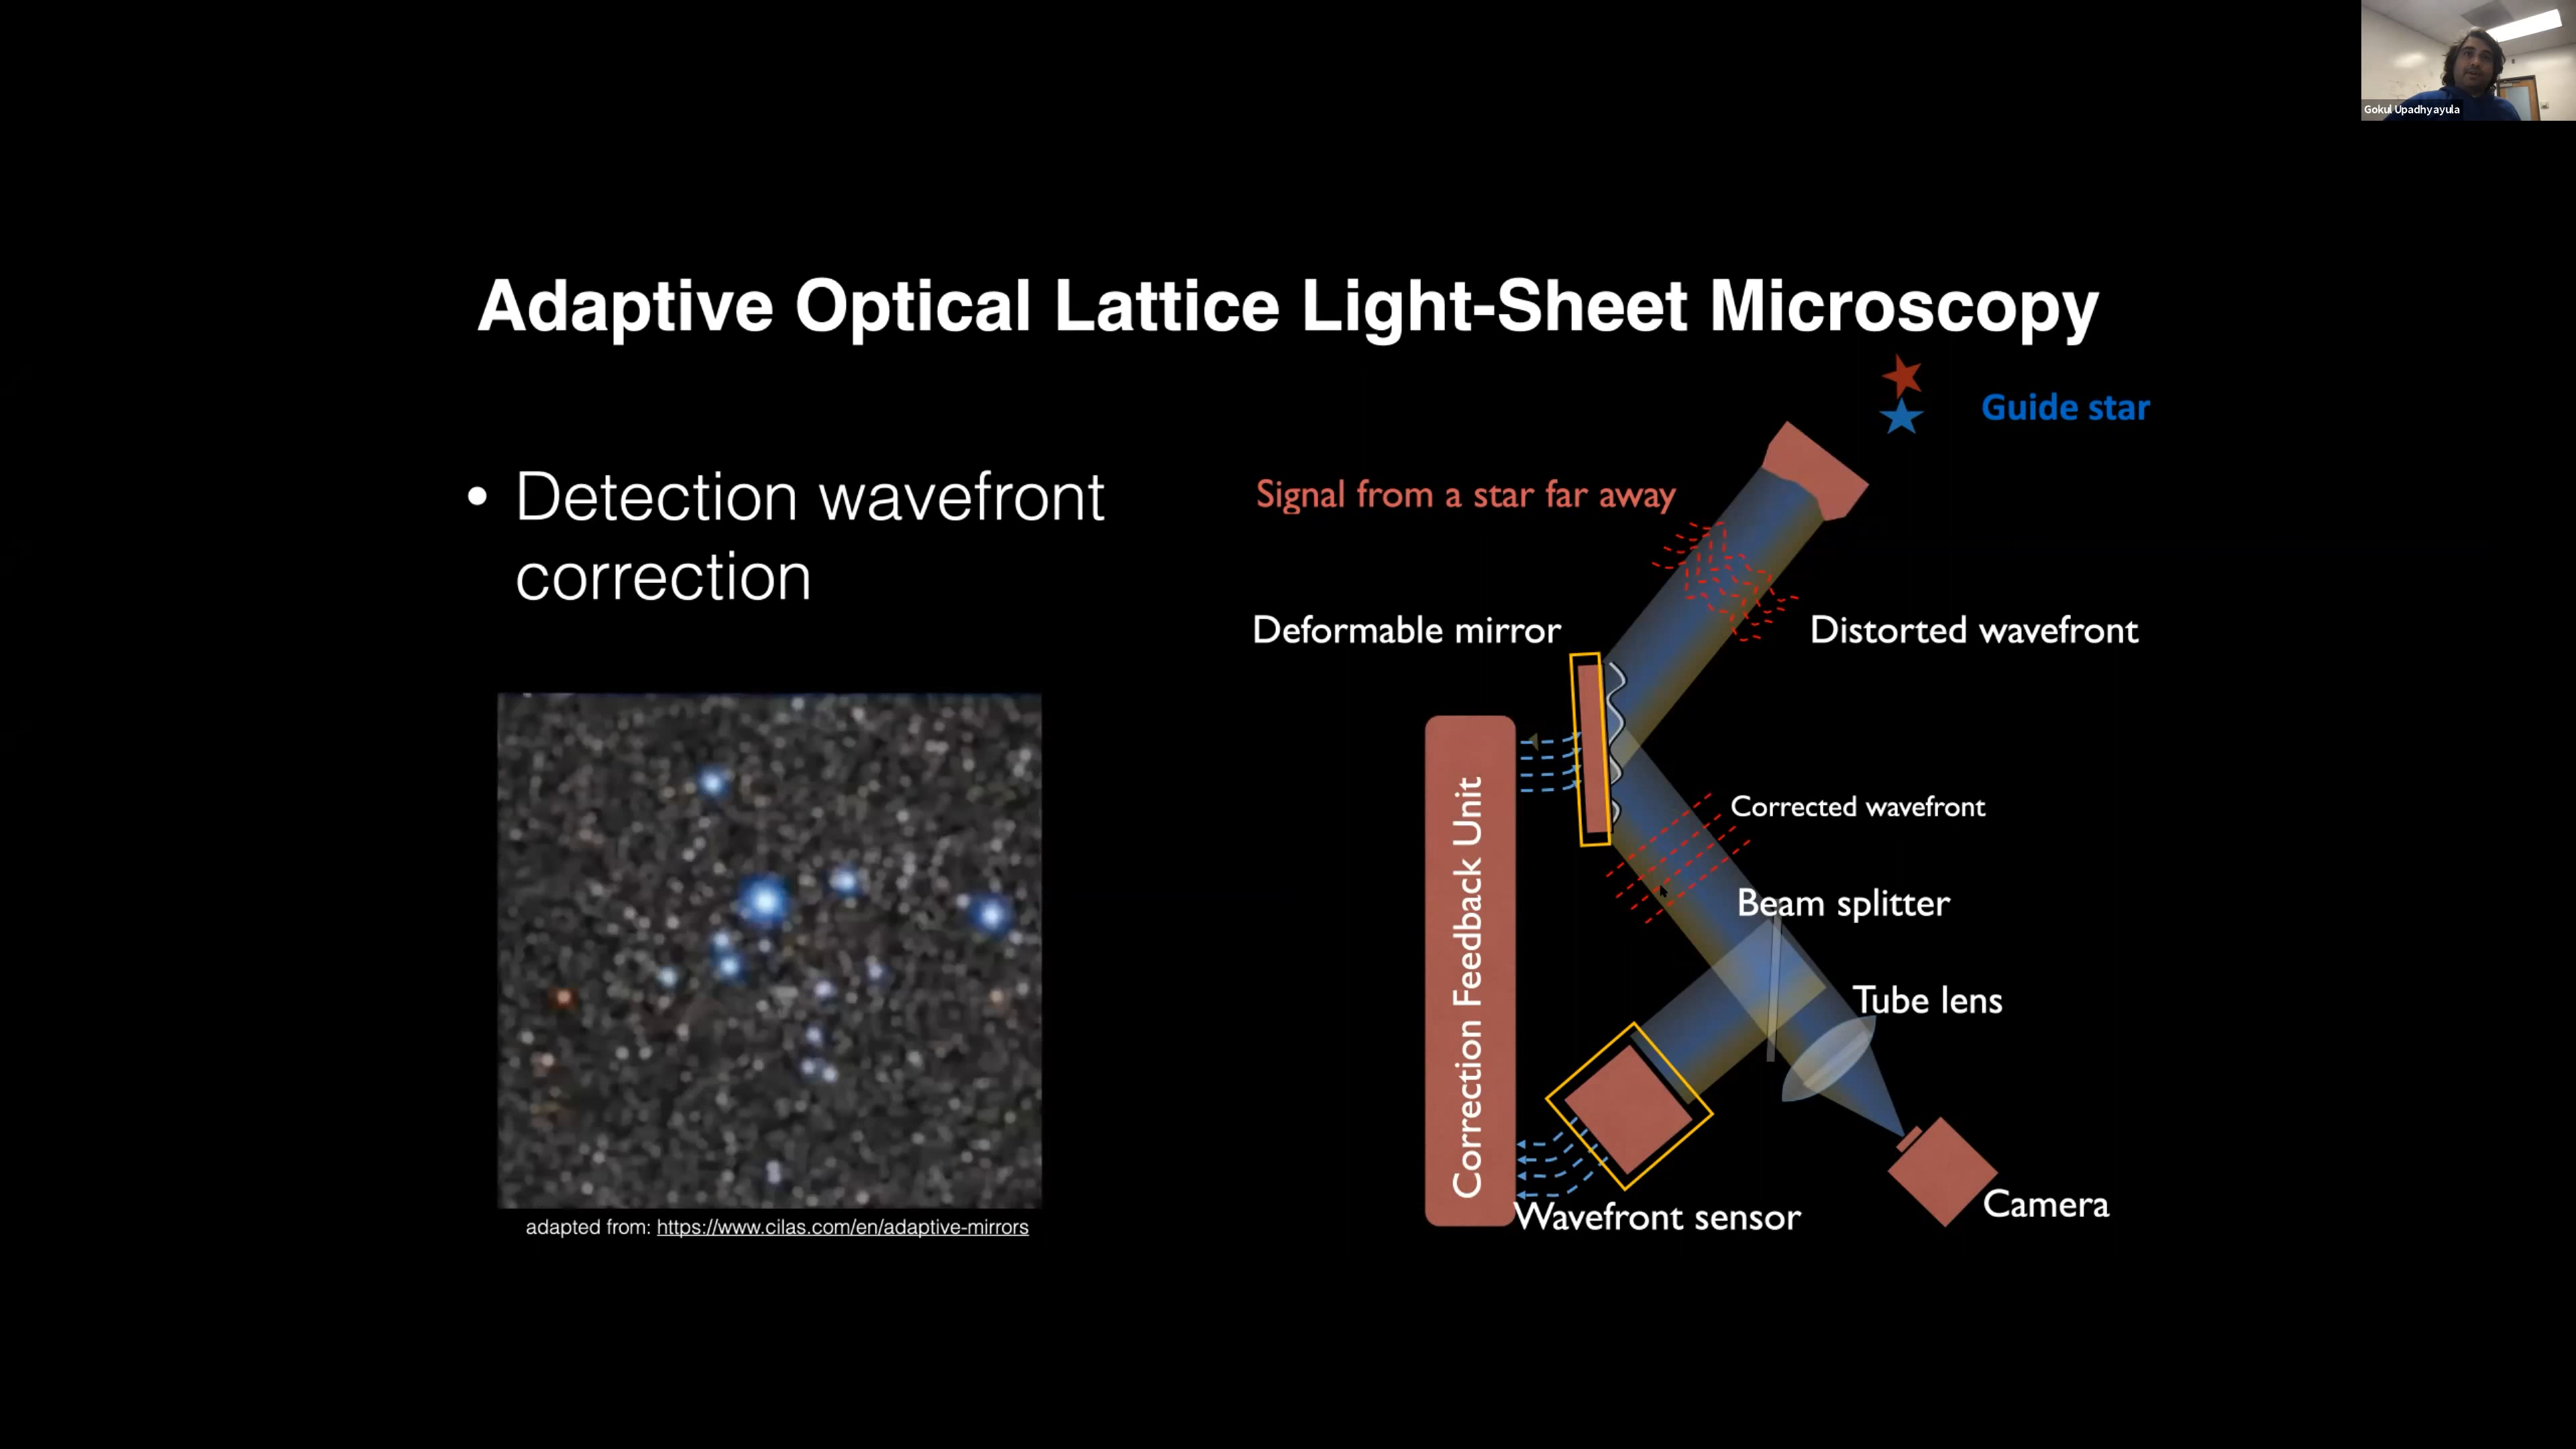 Gokul Upadhyayula
Adaptive Optical Lattice Light-Sheet Microscopy
• Detection wavefront
correction
adapted from: https://www.cilas.com/en/adaptive-mirrors
Guide star
Signal from a star far away
Deformable mirror
Distorted wavefront
Correction Feedback Unit
Corrected wavefront
Beam splitter
Tube lens
Wavefront sensor
Camera